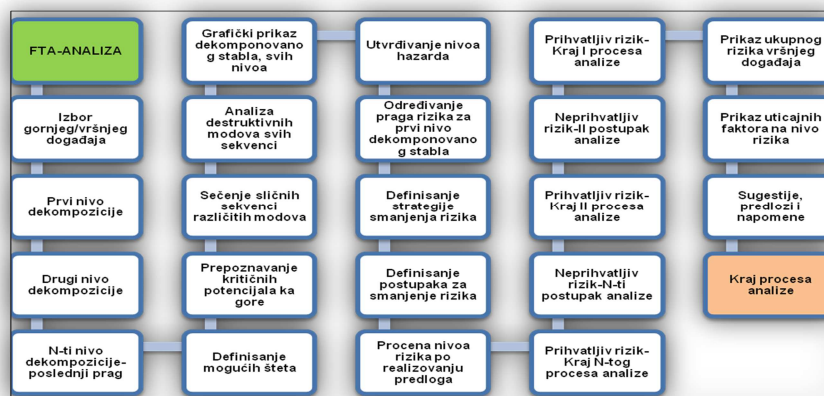 FTA-ANALIZA
Izbor
gornjeg/vršnjeg
događaja
Prvi nivo
dekompozicije
Drugi nivo
dekompozicije
N-ti nivo
dekompozicije-
poslednji prag
Grafički prikaz
dekomponovano
g stabla, svih
nivoa
Analiza
destruktivnih
modova svih
sekvenci
Sečenje sličnih
sekvenci
različitih modova
Prepoznavanje
kritičnih
potencijala ka
gore
Definisanje
mogućih šteta
Utvrđivanje nivoa
hazarda
Određivanje
praga rizika za
prvi nivo
dekomponovano
g stabla
Definisanje
strategije
smanjenja rizika
Definisanje
postupaka za
smanjenje rizika
Procena nivoa
rizika po
realizovanju
predloga
Prihvatljiv rizik-
Kraj I procesa
analize
Neprihvatljiv
rizik-II postupak
analize
Prihvatljiv rizik-
Kraj II procesa
analize
Neprihvatljiv
rizik-N-ti
postupak analize
Prihvatljiv rizik-
Kraj N-tog
procesa analize
Prikaz ukupnog
rizika vršnjeg
događaja
Prikaz uticajnih
faktora na nivo
rizika
Sugestije,
predlozi i
napomene
Kraj procesa
analize